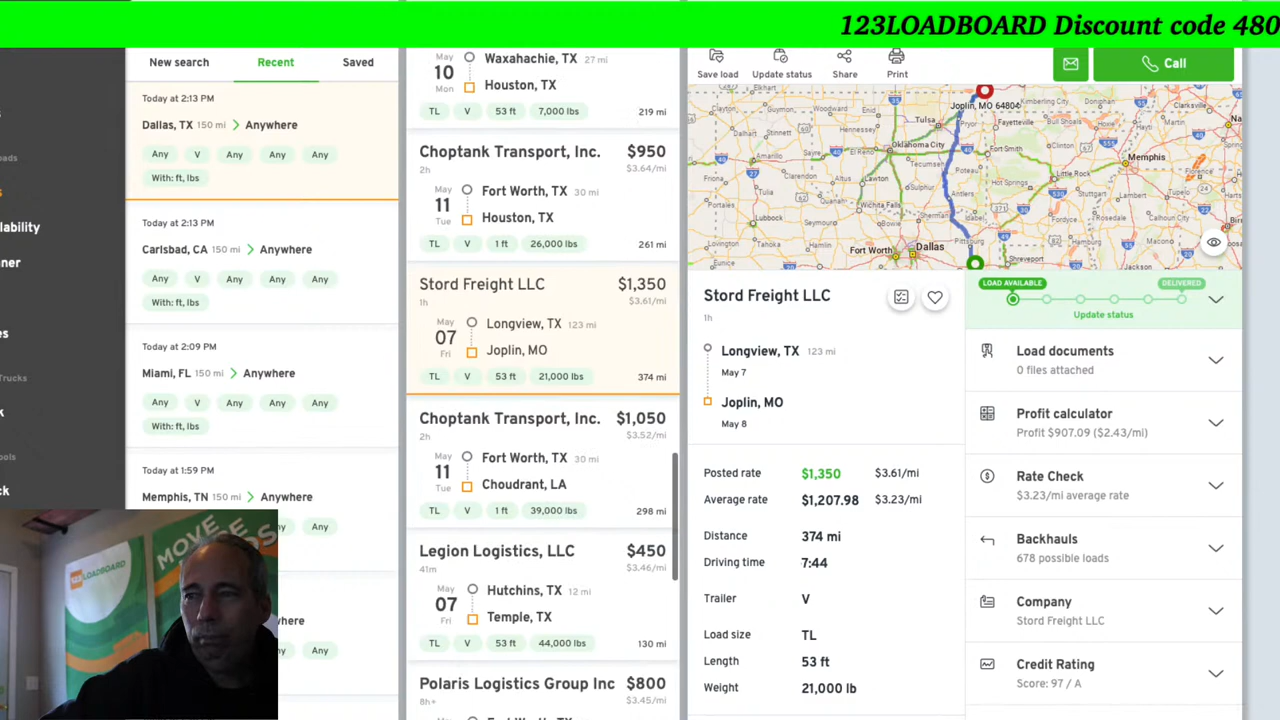 123LOADBOARD Discount code 480
New search
Recent
Saved
Today at 2:13 PM
Dallas, TX 150 mi > Anywhere
Any V Any Any Any
With: ft, lbs
Today at 2:13 PM
Carlsbad, CA 150 mi > Anywhere
Any V Any Any Any
With: ft, lbs
Today at 2:09 PM
Miami, FL 150 mi > Anywhere
Any V Any Any Any
With: ft, lbs
Today at 1:59 PM
Memphis, TN 150 mi > Anywhere
Any
Any
May 10 Mon
Waxahachie, TX 27 mi
Houston, TX
TL V 53 ft 7,000 lbs 219 mi
Choptank Transport, Inc. $950
2h $3.64/mi
May 11 Tue
Fort Worth, TX 30 mi
Houston, TX
TL V 1 ft 26,000 lbs 261 mi
Stord Freight LLC $1,350
1h $3.61/mi
May 07 Fri
Longview, TX 123 mi
Joplin, MO
TL V 53 ft 21,000 lbs 374 mi
Choptank Transport, Inc. $1,050
2h $3.52/mi
May 11 Tue
Fort Worth, TX 30 mi
Choudrant, LA
TL V 1 ft 39,000 lbs 298 mi
Legion Logistics, LLC $450
41m $3.46/mi
May 07 Fri
Hutchins, TX 12 mi
Temple, TX
TL V 53 ft 44,000 lbs 130 mi
Polaris Logistics Group Inc $800
8h+ $3.45/mi
Save load
Update status
Share
Print
Call
Joplin, MO 64804
Tulsa
Oklahoma City
Memphis
Little Rock
Fort Smith
Wichita Falls
Lubbock
Fort Worth
Dallas
Shreveport
Stord Freight LLC
1h
Longview, TX 123 mi
May 7
Joplin, MO
May 8
Posted rate $1,350 $3.61/mi
Average rate $1,207.98 $3.23/mi
Distance 374 mi
Driving time 7:44
Trailer V
Load size TL
Length 53 ft
Weight 21,000 lb
LOAD AVAILABLE
DELIVERED
Update status
Load documents
0 files attached
Profit calculator
Profit $907.09 ($2.43/mi)
Rate Check
$3.23/mi average rate
Backhauls
678 possible loads
Company
Stord Freight LLC
Credit Rating
Score: 97 / A
123LOADBOARD